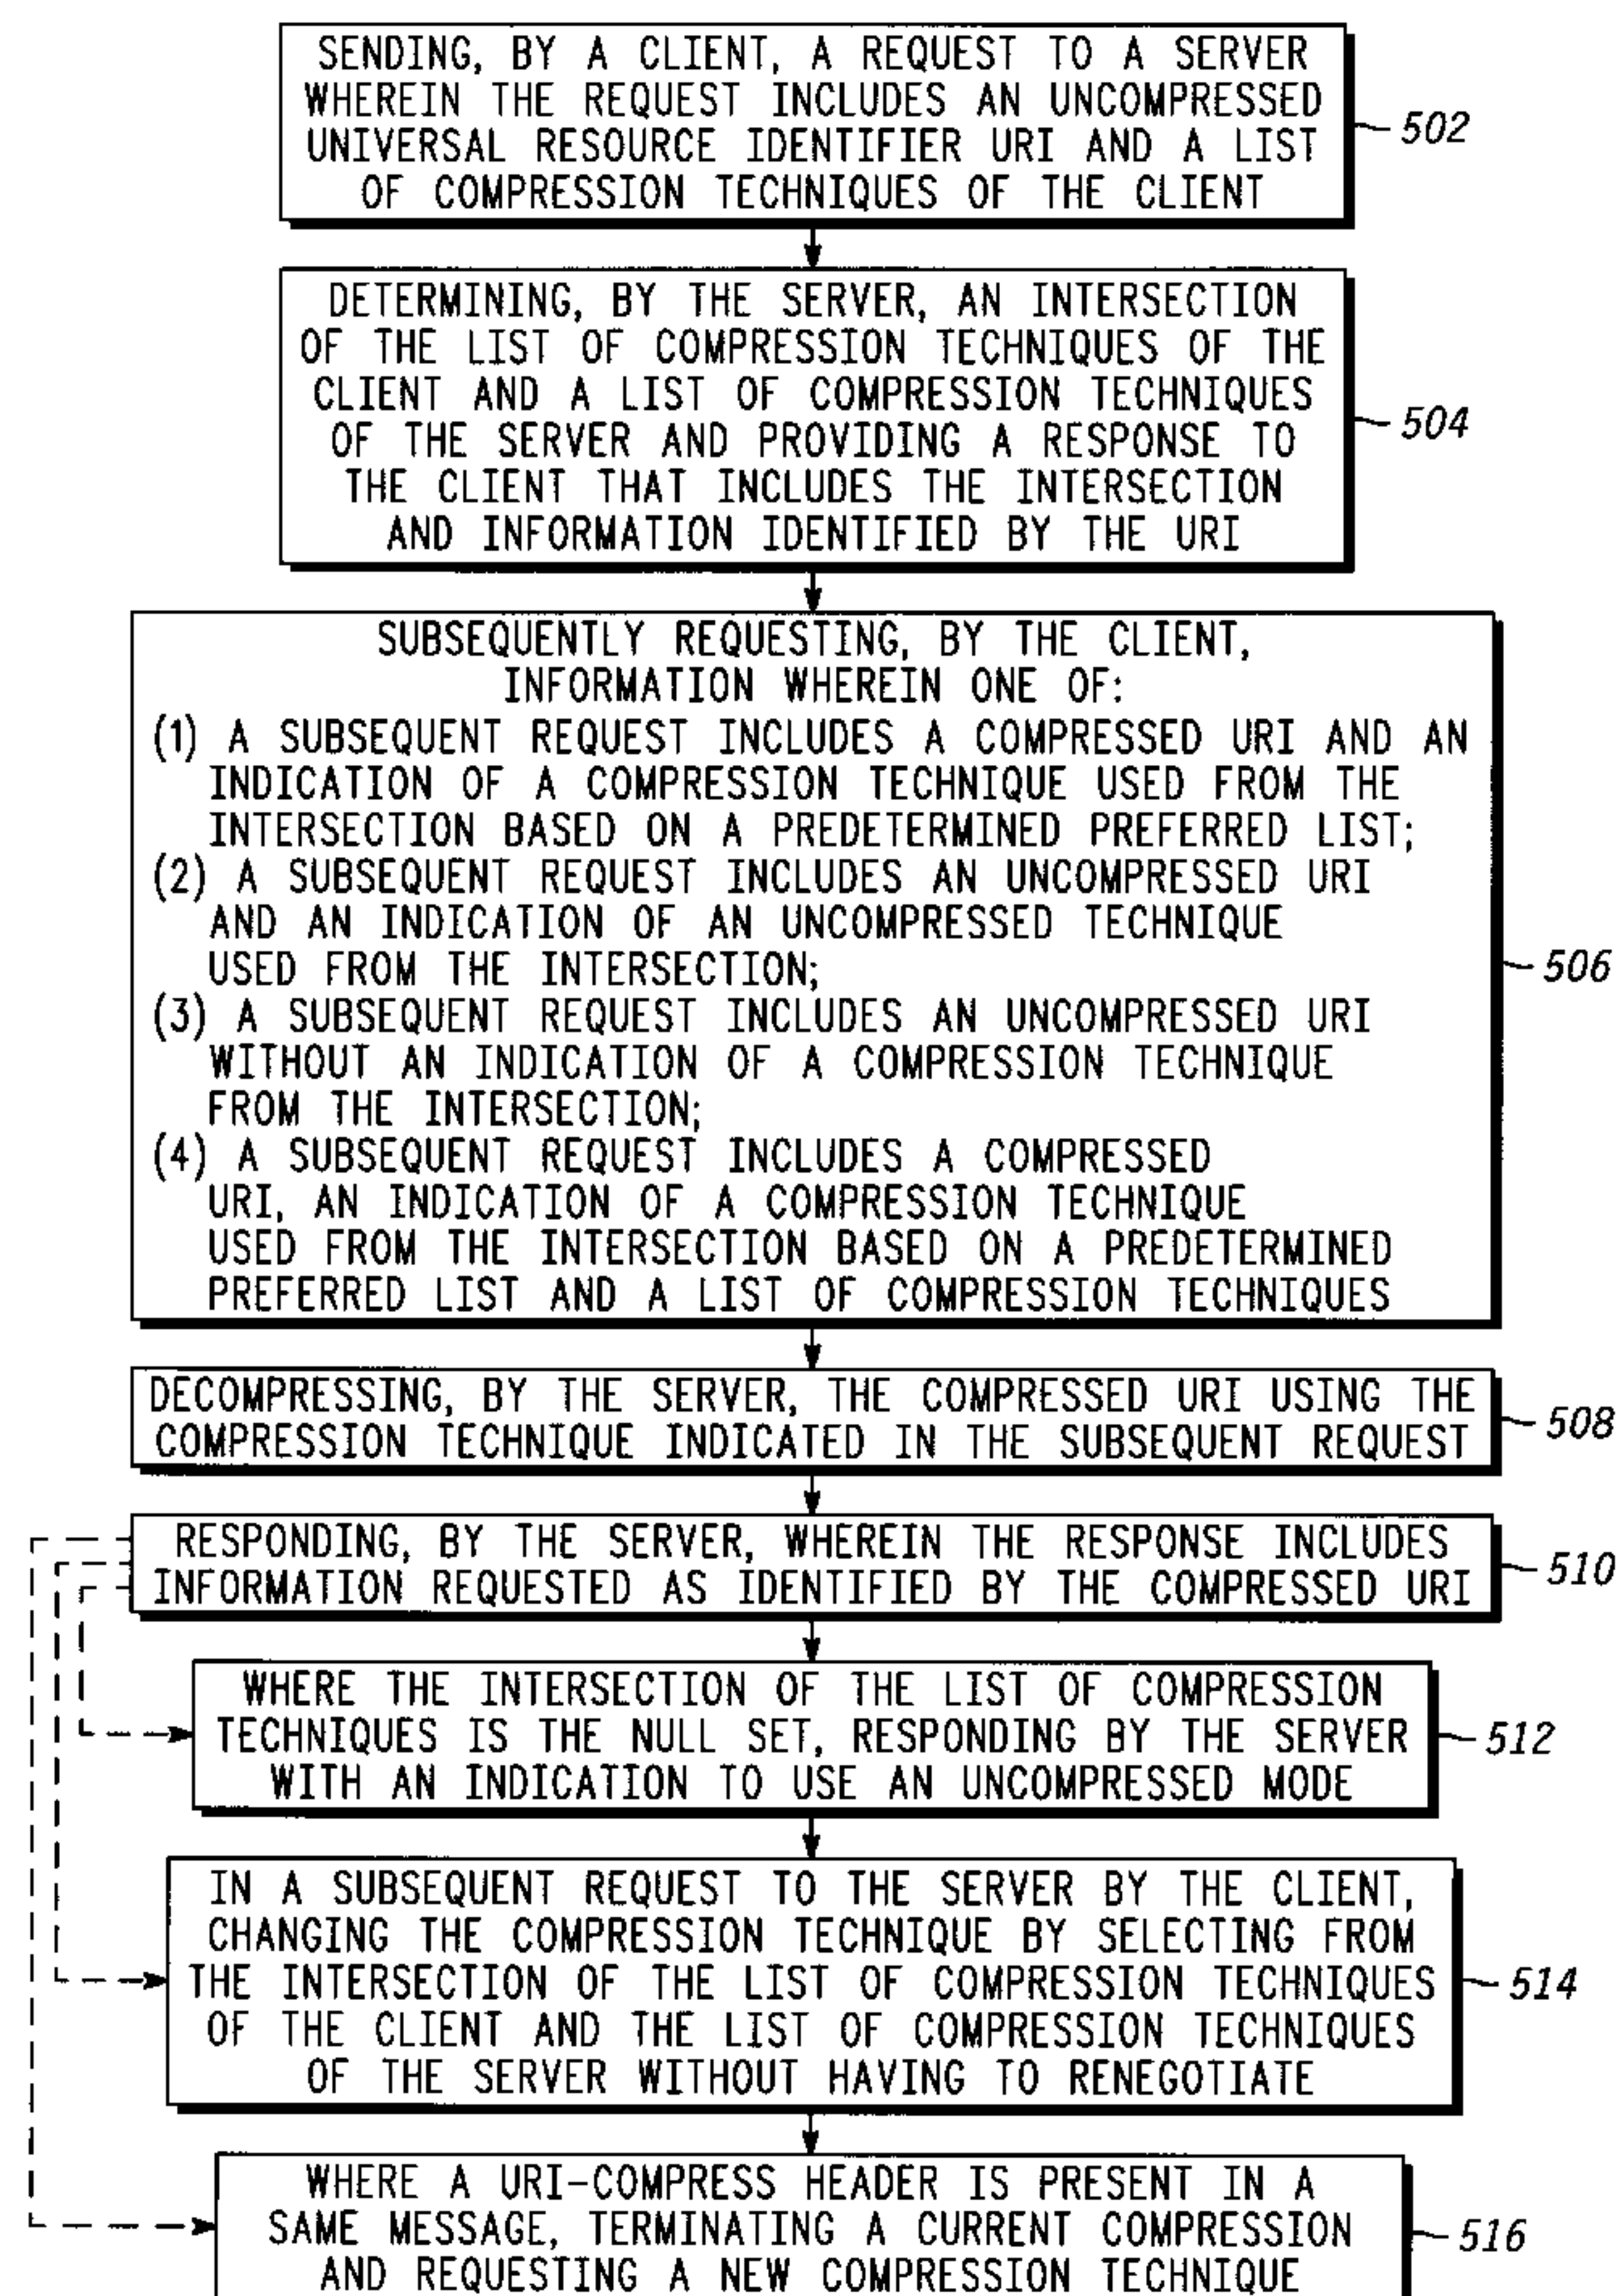 SENDING, BY A CLIENT, A REQUEST TO A SERVER
WHEREIN THE REQUEST INCLUDES AN UNCOMPRESSED
UNIVERSAL RESOURCE IDENTIFIER URI AND A LIST
OF COMPRESSION TECHNIQUES OF THE CLIENT
502
DETERMINING, BY THE SERVER, AN INTERSECTION
OF THE LIST OF COMPRESSION TECHNIQUES OF THE
CLIENT AND A LIST OF COMPRESSION TECHNIQUES
OF THE SERVER AND PROVIDING A RESPONSE TO
THE CLIENT THAT INCLUDES THE INTERSECTION
AND INFORMATION IDENTIFIED BY THE URI
504
SUBSEQUENTLY REQUESTING, BY THE CLIENT,
INFORMATION WHEREIN ONE OF:
(1) A SUBSEQUENT REQUEST INCLUDES A COMPRESSED URI AND AN
INDICATION OF A COMPRESSION TECHNIQUE USED FROM THE
INTERSECTION BASED ON A PREDETERMINED PREFERRED LIST;
(2) A SUBSEQUENT REQUEST INCLUDES AN UNCOMPRESSED URI
AND AN INDICATION OF AN UNCOMPRESSED TECHNIQUE
USED FROM THE INTERSECTION;
(3) A SUBSEQUENT REQUEST INCLUDES AN UNCOMPRESSED URI
WITHOUT AN INDICATION OF A COMPRESSION TECHNIQUE
FROM THE INTERSECTION;
(4) A SUBSEQUENT REQUEST INCLUDES A COMPRESSED
URI, AN INDICATION OF A COMPRESSION TECHNIQUE
USED FROM THE INTERSECTION BASED ON A PREDETERMINED
PREFERRED LIST AND A LIST OF COMPRESSION TECHNIQUES
506
DECOMPRESSING, BY THE SERVER, THE COMPRESSED URI USING THE
COMPRESSION TECHNIQUE INDICATED IN THE SUBSEQUENT REQUEST
508
RESPONDING, BY THE SERVER, WHEREIN THE RESPONSE INCLUDES
INFORMATION REQUESTED AS IDENTIFIED BY THE COMPRESSED URI
510
WHERE THE INTERSECTION OF THE LIST OF COMPRESSION
TECHNIQUES IS THE NULL SET, RESPONDING BY THE SERVER
WITH AN INDICATION TO USE AN UNCOMPRESSED MODE
512
IN A SUBSEQUENT REQUEST TO THE SERVER BY THE CLIENT,
CHANGING THE COMPRESSION TECHNIQUE BY SELECTING FROM
THE INTERSECTION OF THE LIST OF COMPRESSION TECHNIQUES
OF THE CLIENT AND THE LIST OF COMPRESSION TECHNIQUES
OF THE SERVER WITHOUT HAVING TO RENEGOTIATE
514
WHERE A URI-COMPRESS HEADER IS PRESENT IN A
SAME MESSAGE, TERMINATING A CURRENT COMPRESSION
AND REQUESTING A NEW COMPRESSION TECHNIQUE
516